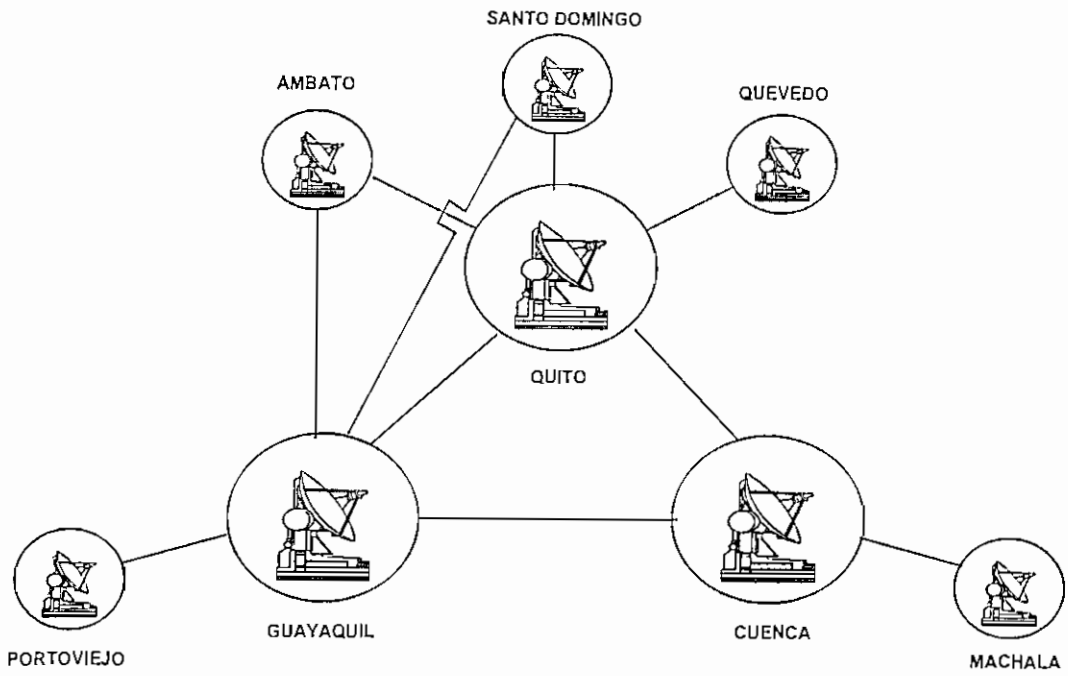 SANTO DOMINGO
AMBATO
QUEVEDO
QUITO
GUAYAQUIL
CUENCA
PORTOVIEJO
MACHALA